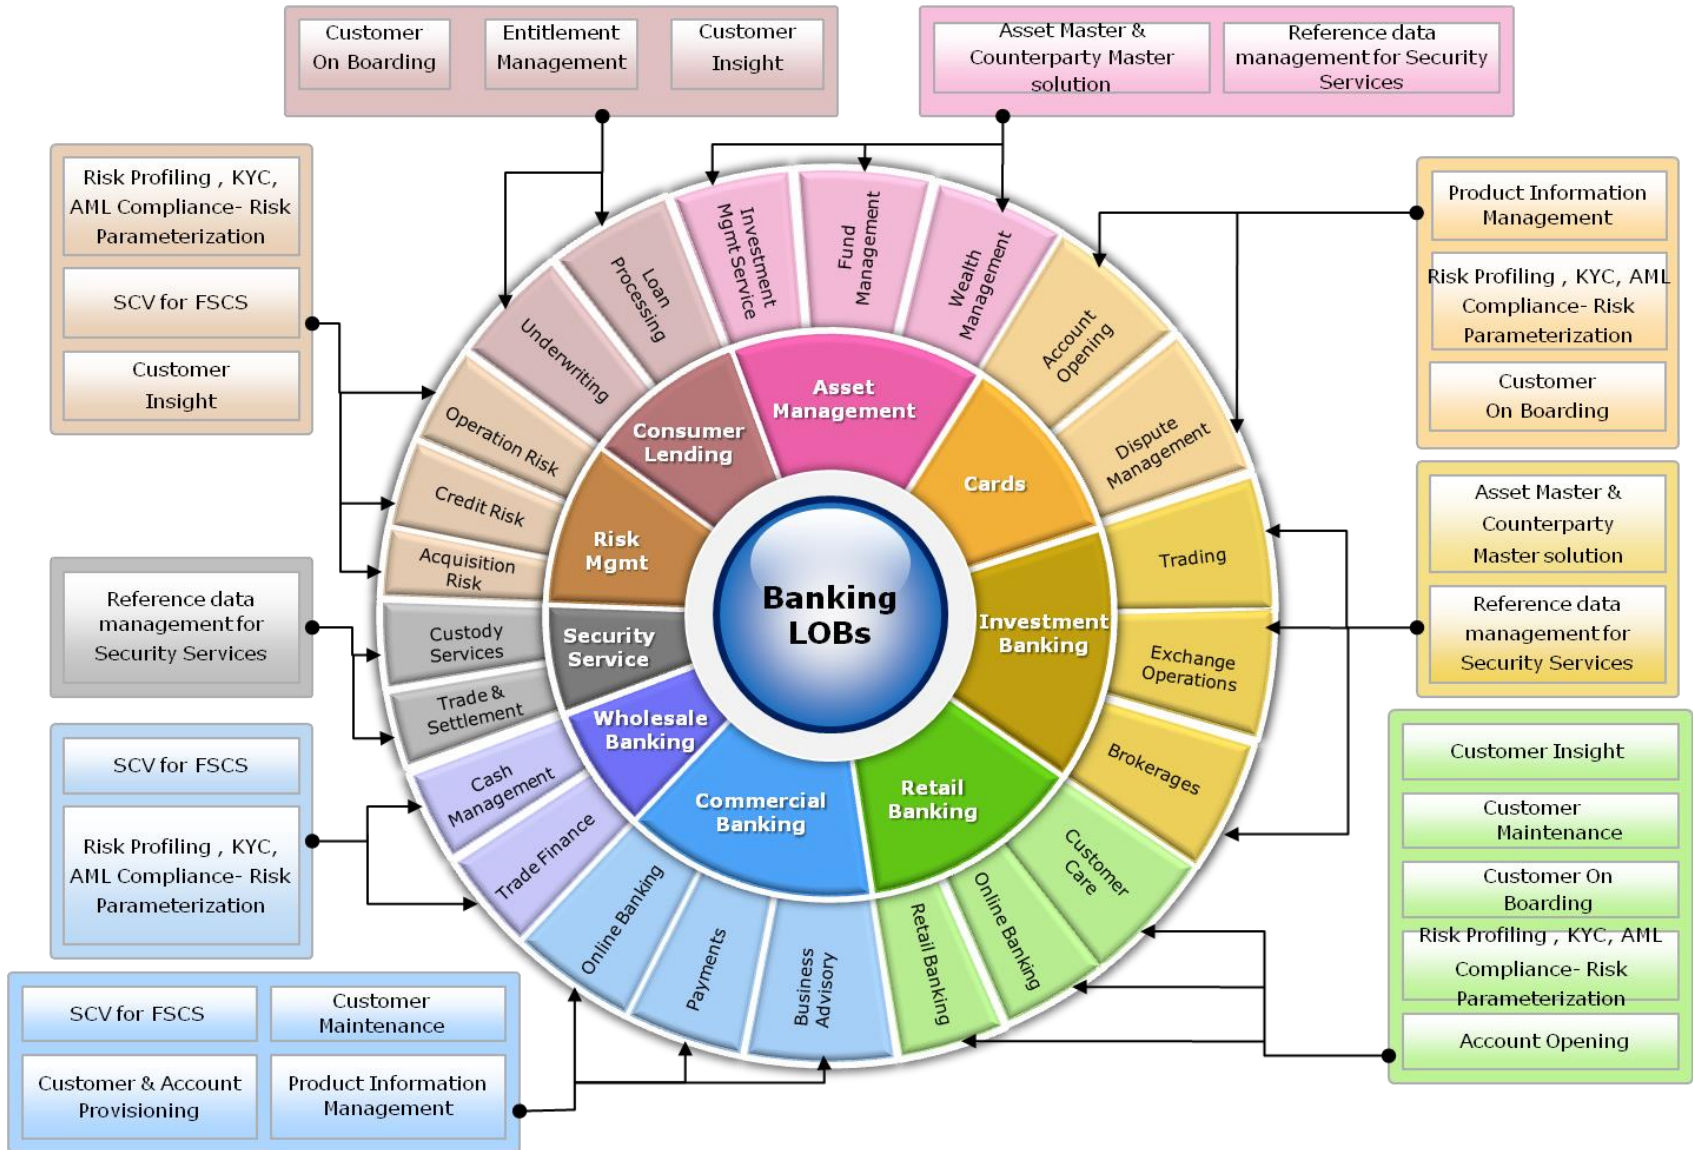 Customer
On Boarding
Entitlement
Management
Customer
Insight
Asset Master &
Counterparty Master
solution
Reference data
management for Security
Services
Risk Profiling , KYC,
AML Compliance- Risk
Parameterization
SCV for FSCS
Customer
Insight
Product Information
Management
Risk Profiling , KYC, AML
Compliance- Risk
Parameterization
Customer
On Boarding
Investment
Mgmt Service
Fund
Management
Wealth
Management
Account
Opening
Dispute
Management
Trading
Exchange
Operations
Brokerages
Customer
Care
Online Banking
Retail Banking
Business
Advisory
Payments
Online Banking
Trade Finance
Cash
Management
Trade &
Settlement
Custody
Services
Acquisition
Risk
Credit Risk
Operation Risk
Underwriting
Loan
Processing
Asset
Management
Cards
Investment
Banking
Retail
Banking
Commercial
Banking
Wholesale
Banking
Security
Service
Risk
Mgmt
Consumer
Lending
Banking
LOBs
Asset Master &
Counterparty
Master solution
Reference data
management for
Security Services
Reference data
management for
Security Services
SCV for FSCS
Risk Profiling , KYC,
AML Compliance- Risk
Parameterization
Customer Insight
Customer
Maintenance
Customer On
Boarding
Risk Profiling , KYC, AML
Compliance- Risk
Parameterization
Account Opening
SCV for FSCS
Customer
Maintenance
Customer & Account
Provisioning
Product Information
Management